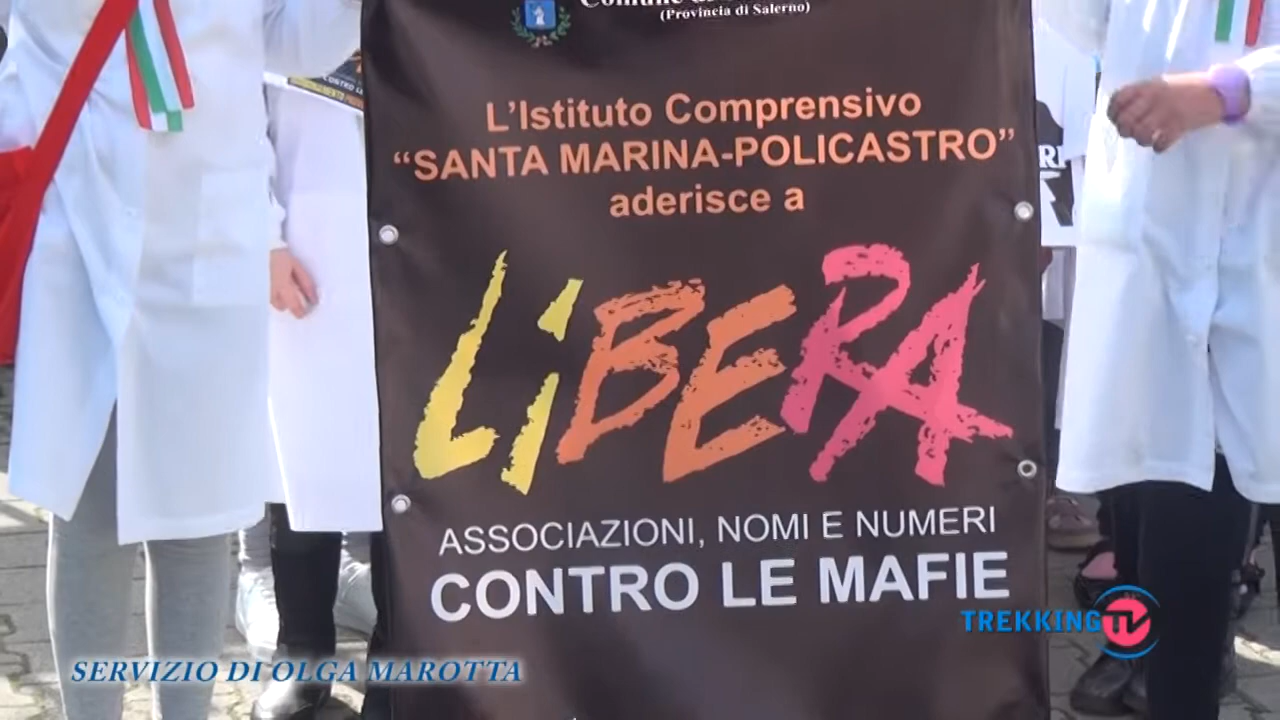 (Provincia di Salerno)
L'Istituto Comprensivo
“SANTA MARINA-POLICASTRO”
aderisce a
LiBERA
ASSOCIAZIONI, NOMI E NUMERI
CONTRO LE MAFIE
TREKKING TV
SERVIZIO DI OLGA MAROTTA